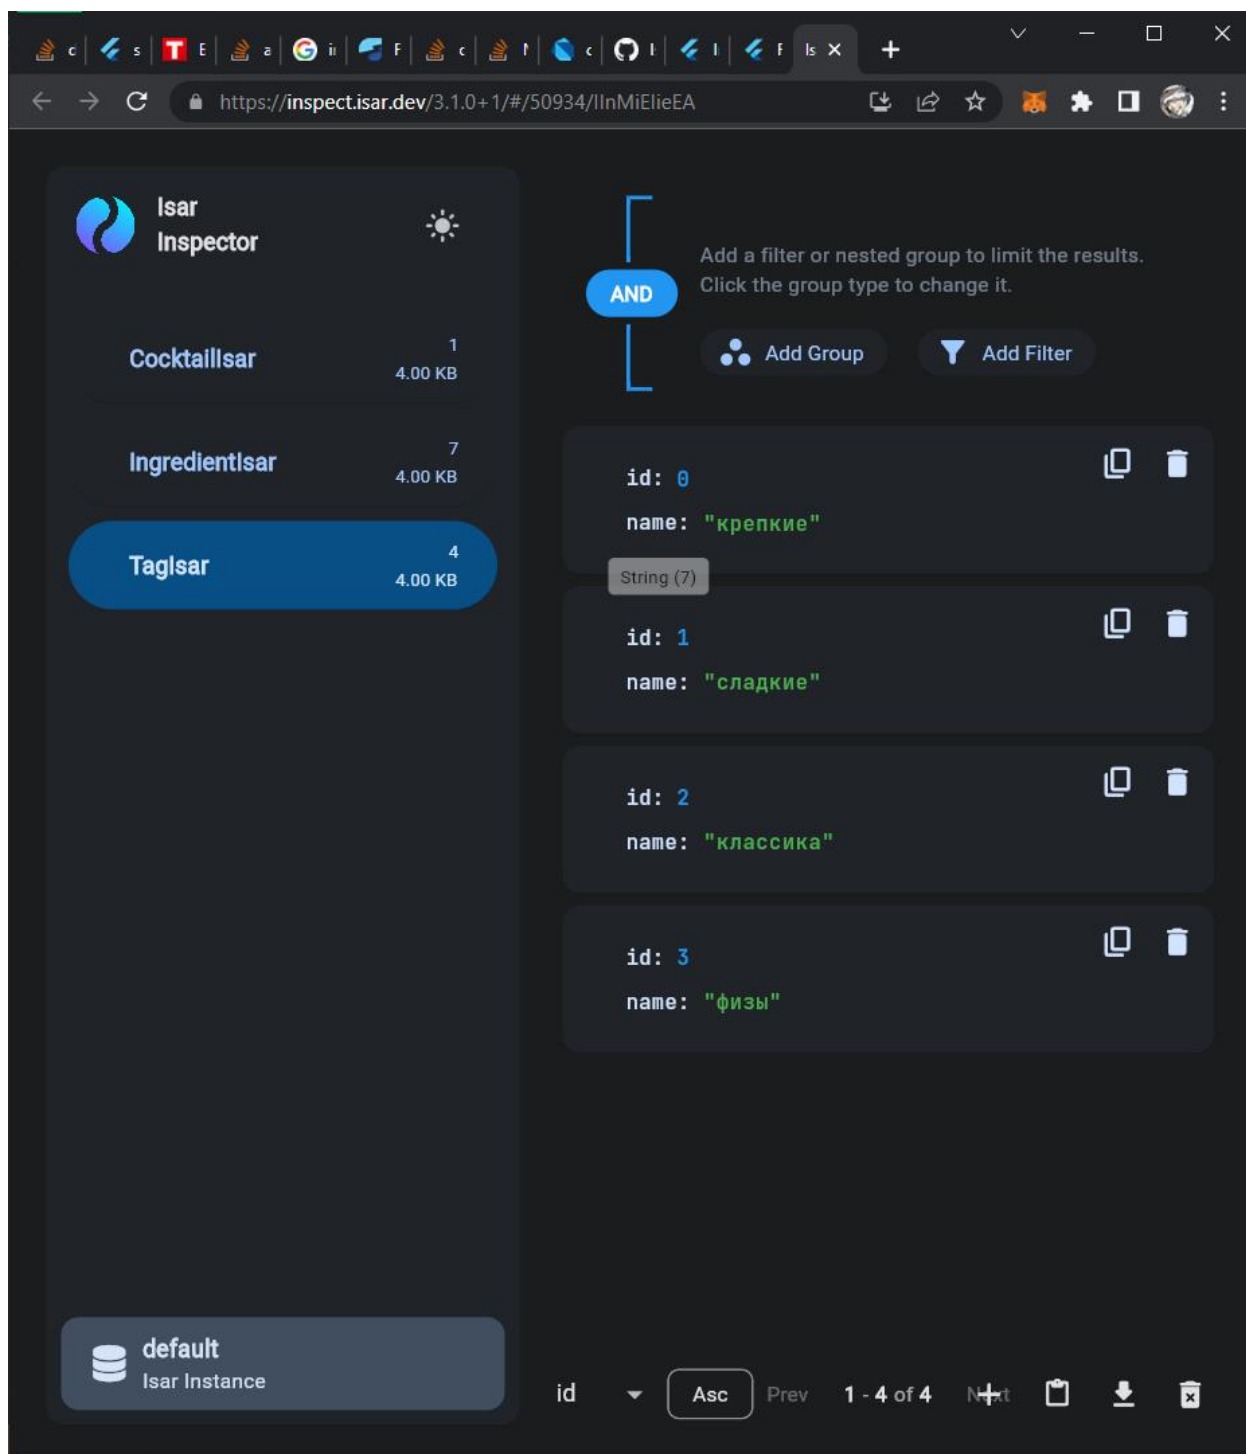 d s E a ii F c N c I Is
https://inspect.isar.dev/3.1.0+1/#/50934/
Isar
Inspector
CocktailIsar
1
4.00 KB
IngredientIsar
7
4.00 KB
TagIsar
4
4.00 KB
default
Isar Instance
AND
Add a filter or nested group to limit the results.
Click the group type to change it.
Add Group
Add Filter
id: 0
name: "крепкие"
String (7)
id: 1
name: "сладкие"
id: 2
name: "классика"
id: 3
name: "физы"
id Asc Prev 1 - 4 of 4 Next